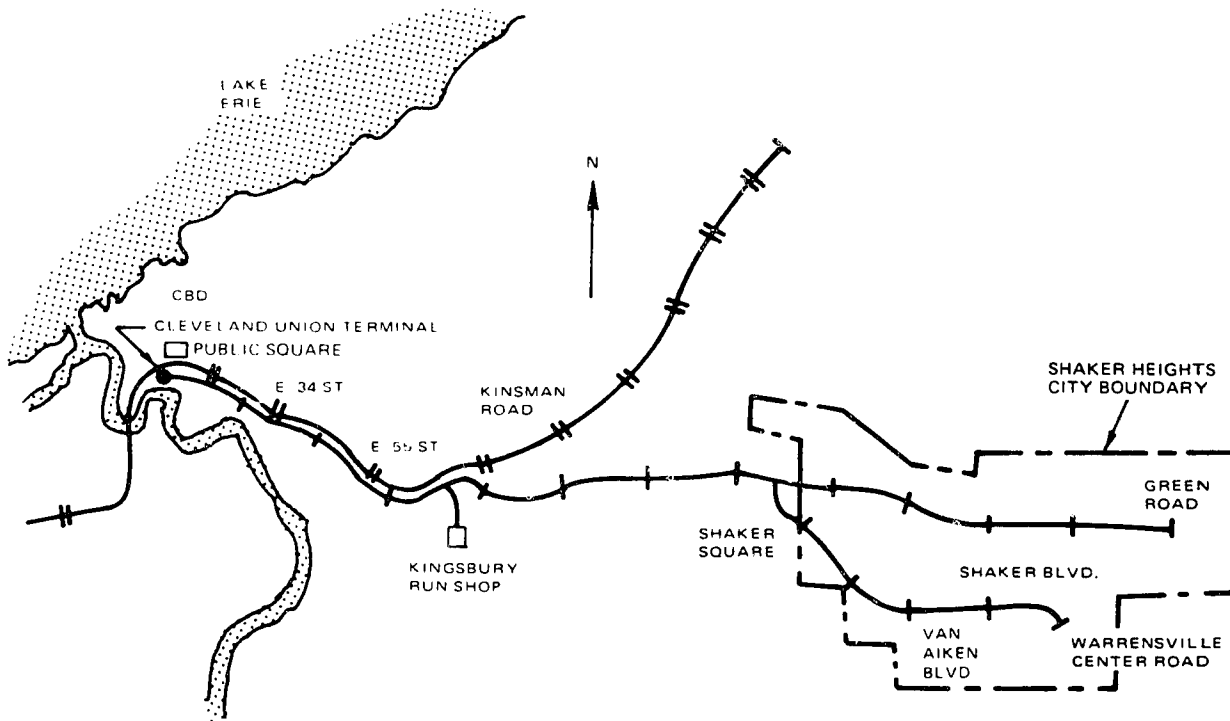 LAKE
ERIE
N
CBD
CLEVELAND UNION TERMINAL
PUBLIC SQUARE
E 34 ST
KINSMAN
ROAD
SHAKER HEIGHTS
CITY BOUNDARY
E 55 ST
GREEN
ROAD
SHAKER
SQUARE
KINGSBURY
RUN SHOP
SHAKER BLVD.
VAN
AIKEN
BLVD
WARRENSVILLE
CENTER ROAD